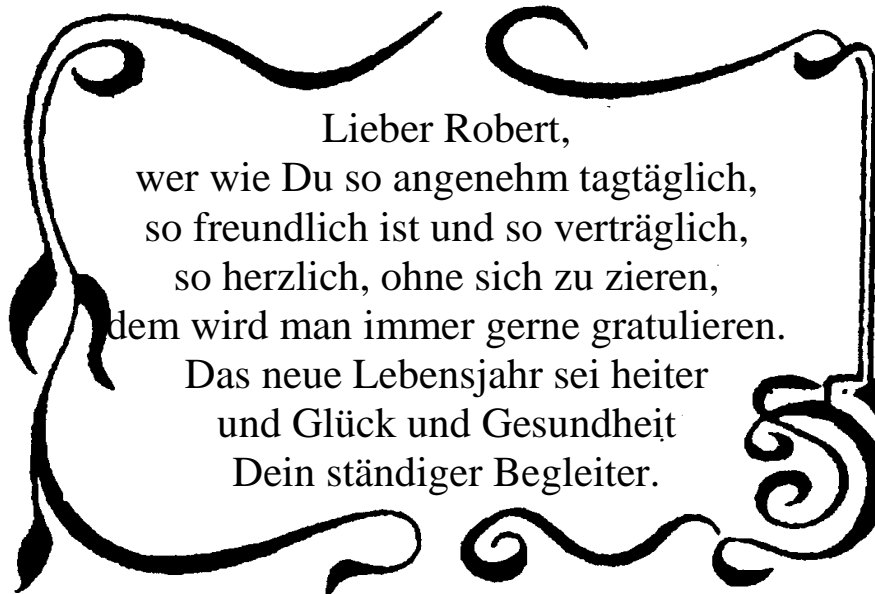 Lieber Robert,
wer wie Du so angenehm tagtäglich,
so freundlich ist und so verträglich,
so herzlich, ohne sich zu zieren,
dem wird man immer gerne gratulieren.
Das neue Lebensjahr sei heiter
und Glück und Gesundheit
Dein ständiger Begleiter.